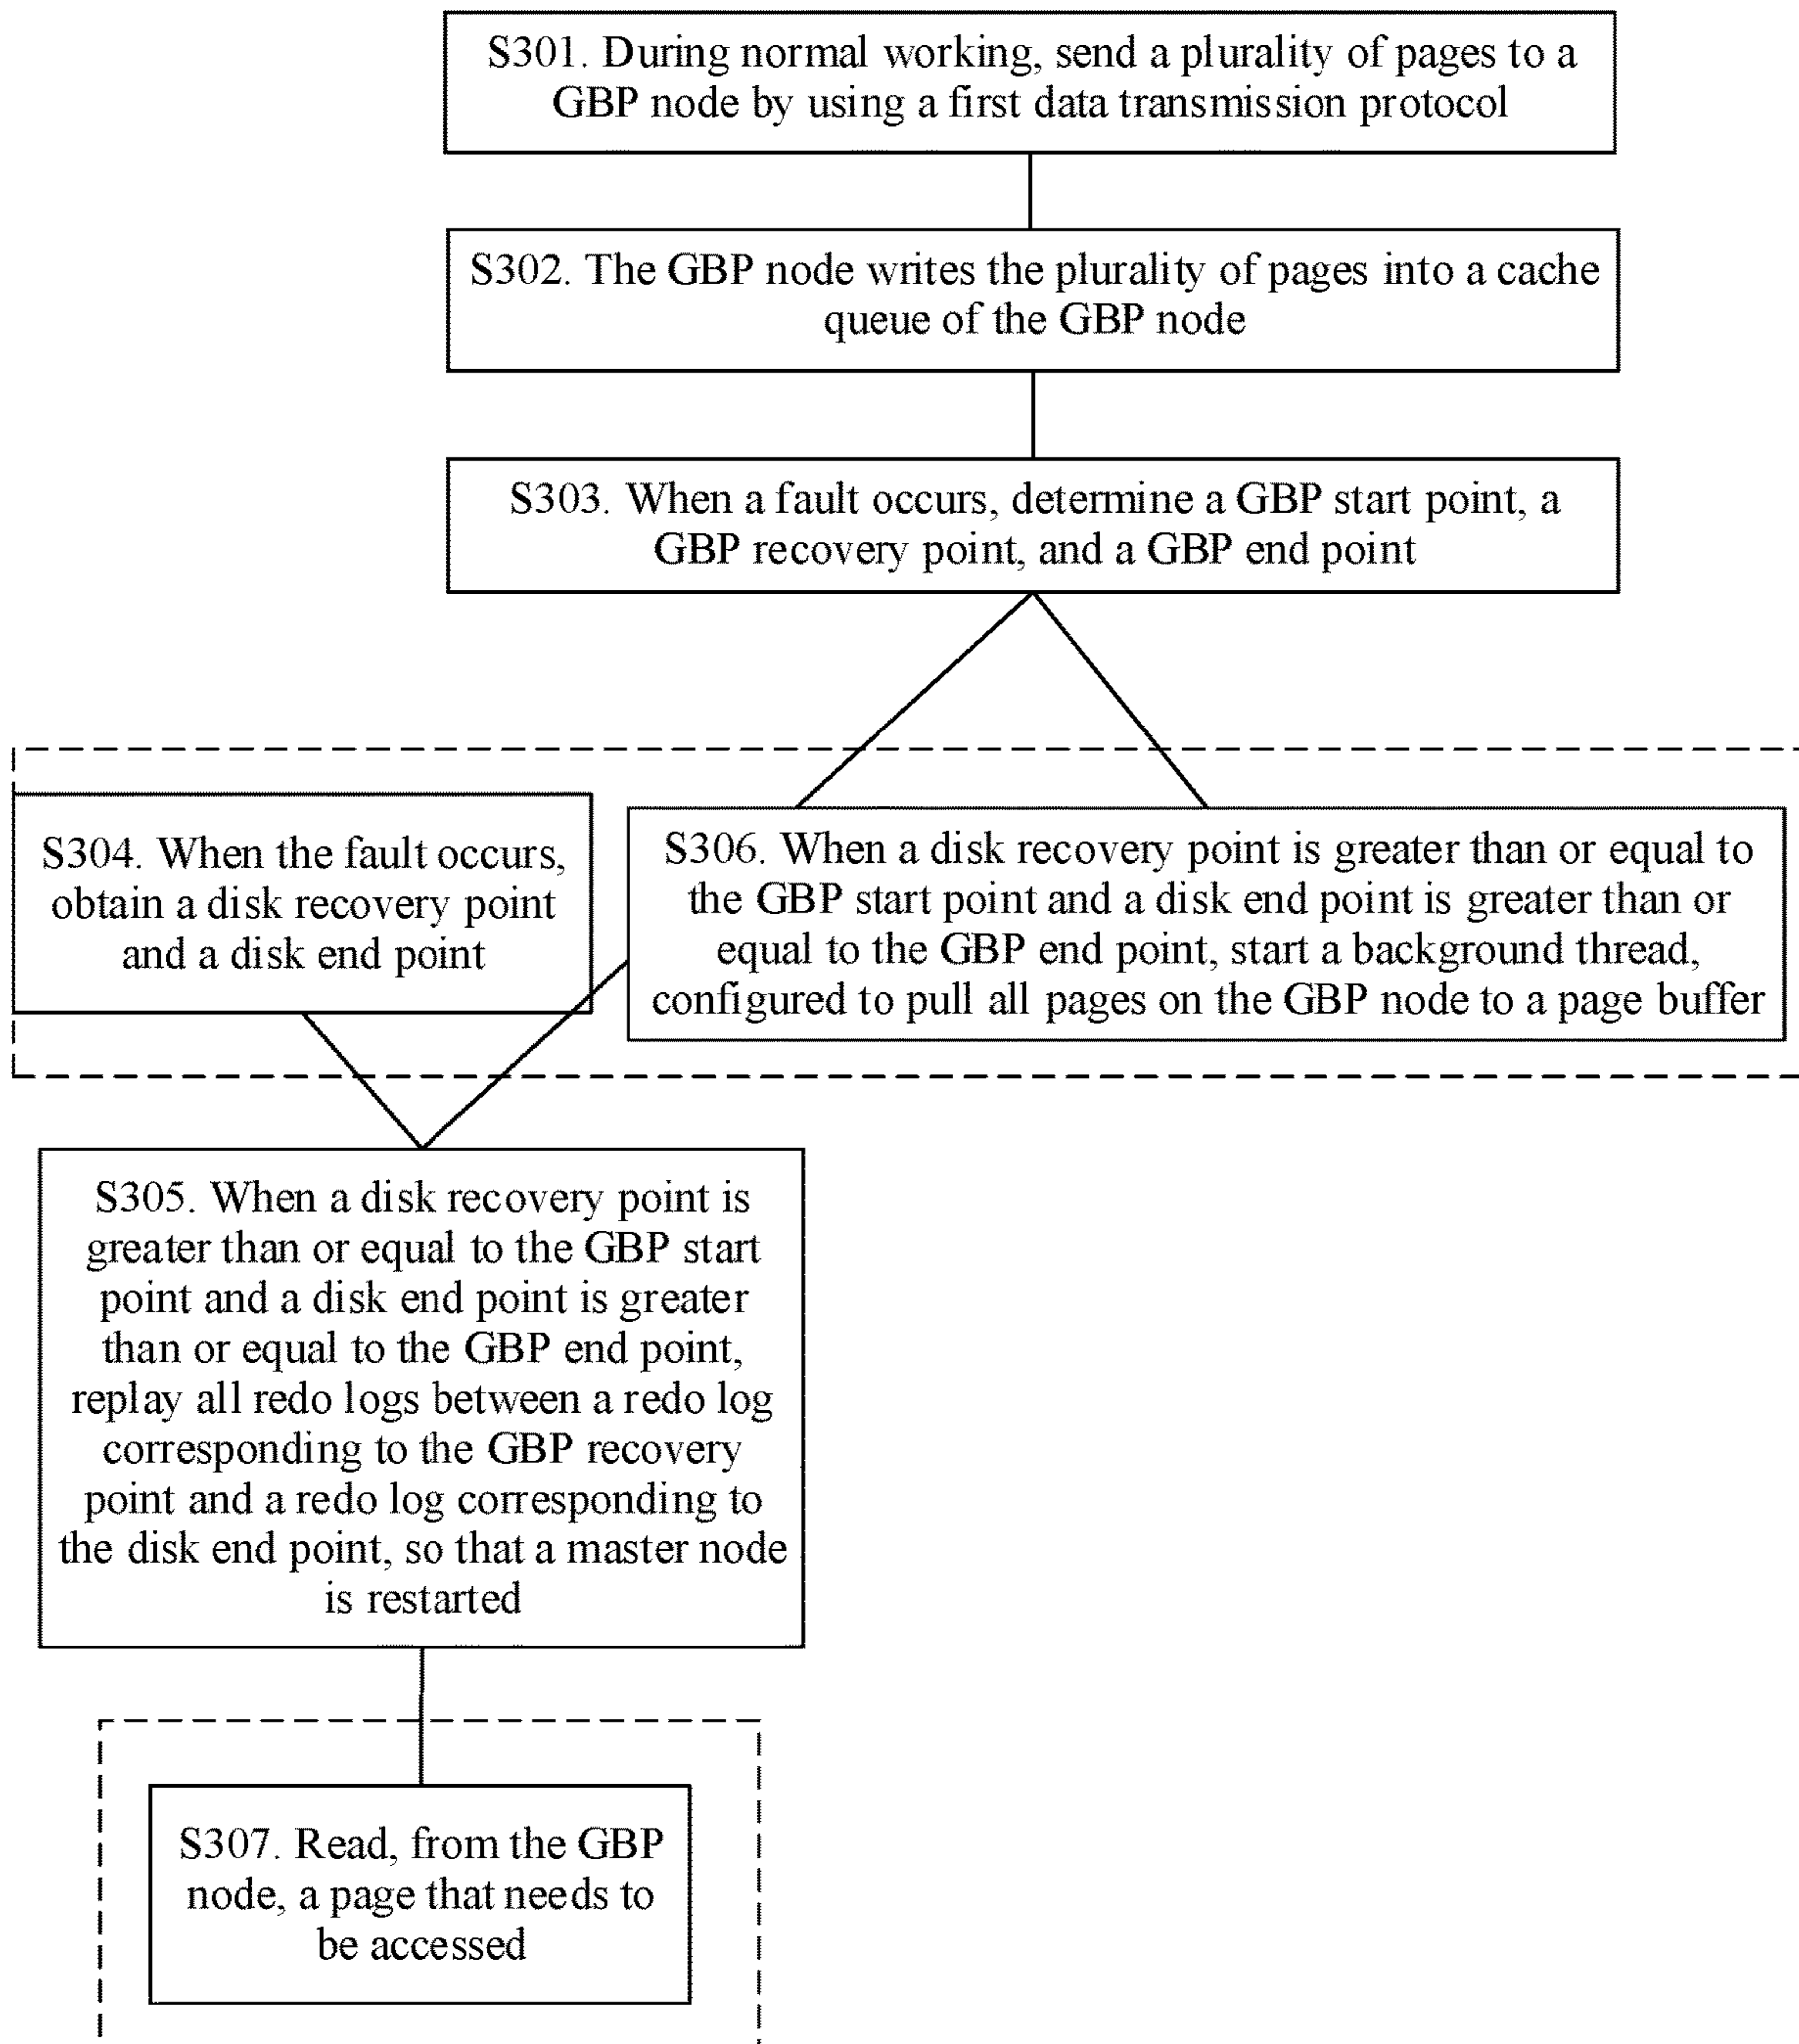 S301. During normal working, send a plurality of pages to a
GBP node by using a first data transmission protocol
S302. The GBP node writes the plurality of pages into a cache
queue of the GBP node
S303. When a fault occurs, determine a GBP start point, a
GBP recovery point, and a GBP end point
S304. When the fault occurs,
obtain a disk recovery point
and a disk end point
S306. When a disk recovery point is greater than or equal to
the GBP start point and a disk end point is greater than or
equal to the GBP end point, start a background thread,
configured to pull all pages on the GBP node to a page buffer
S305. When a disk recovery point is
greater than or equal to the GBP start
point and a disk end point is greater
than or equal to the GBP end point,
replay all redo logs between a redo log
corresponding to the GBP recovery
point and a redo log corresponding to
the disk end point, so that a master node
is restarted
S307. Read, from the GBP
node, a page that needs to
be accessed